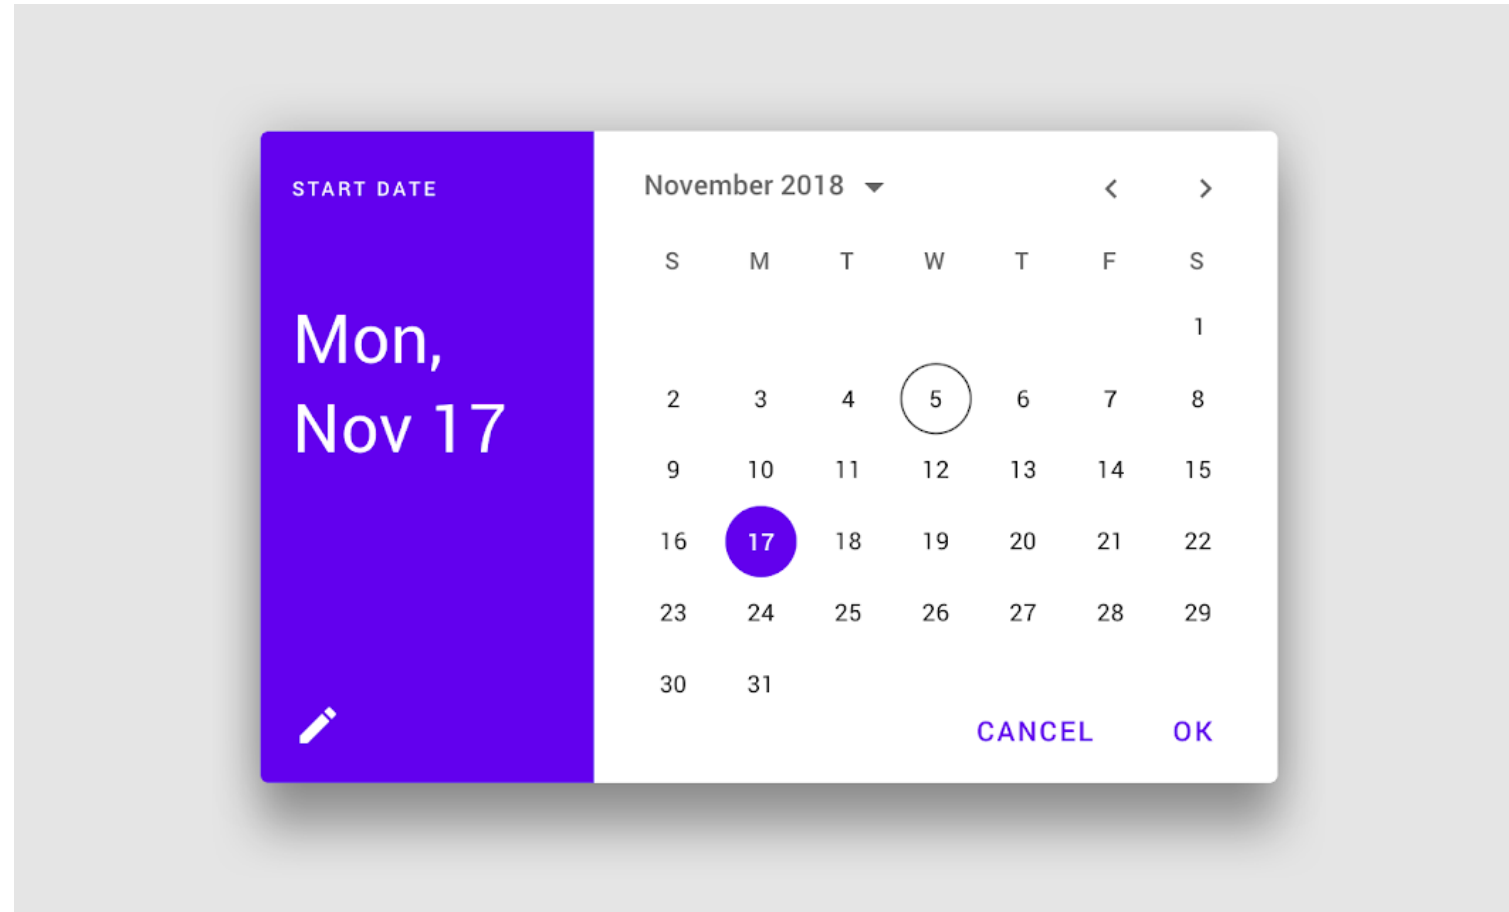 START DATE
Mon,
Nov 17
November 2018
S M T W T F S
1
2 3 4 5 6 7 8
9 10 11 12 13 14 15
16 17 18 19 20 21 22
23 24 25 26 27 28 29
30 31
CANCEL OK